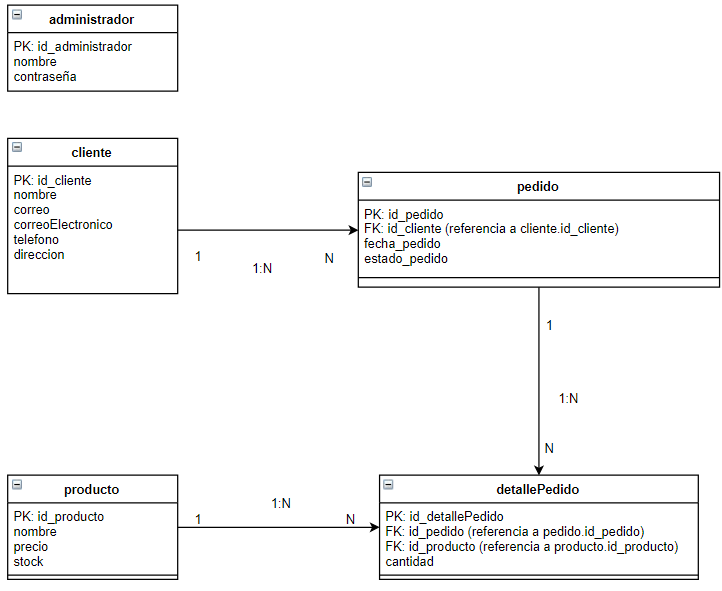 administrador
PK: id_administrador
nombre
contraseña
cliente
PK: id_cliente
nombre
correo
correoElectronico
telefono
direccion
1
1:N
N
pedido
PK: id_pedido
FK: id_cliente (referencia a cliente.id_cliente)
fecha_pedido
estado_pedido
1
1:N
N
producto
PK: id_producto
nombre
precio
stock
1
1:N
N
detallePedido
PK: id_detallePedido
FK: id_pedido (referencia a pedido.id_pedido)
FK: id_producto (referencia a producto.id_producto)
cantidad